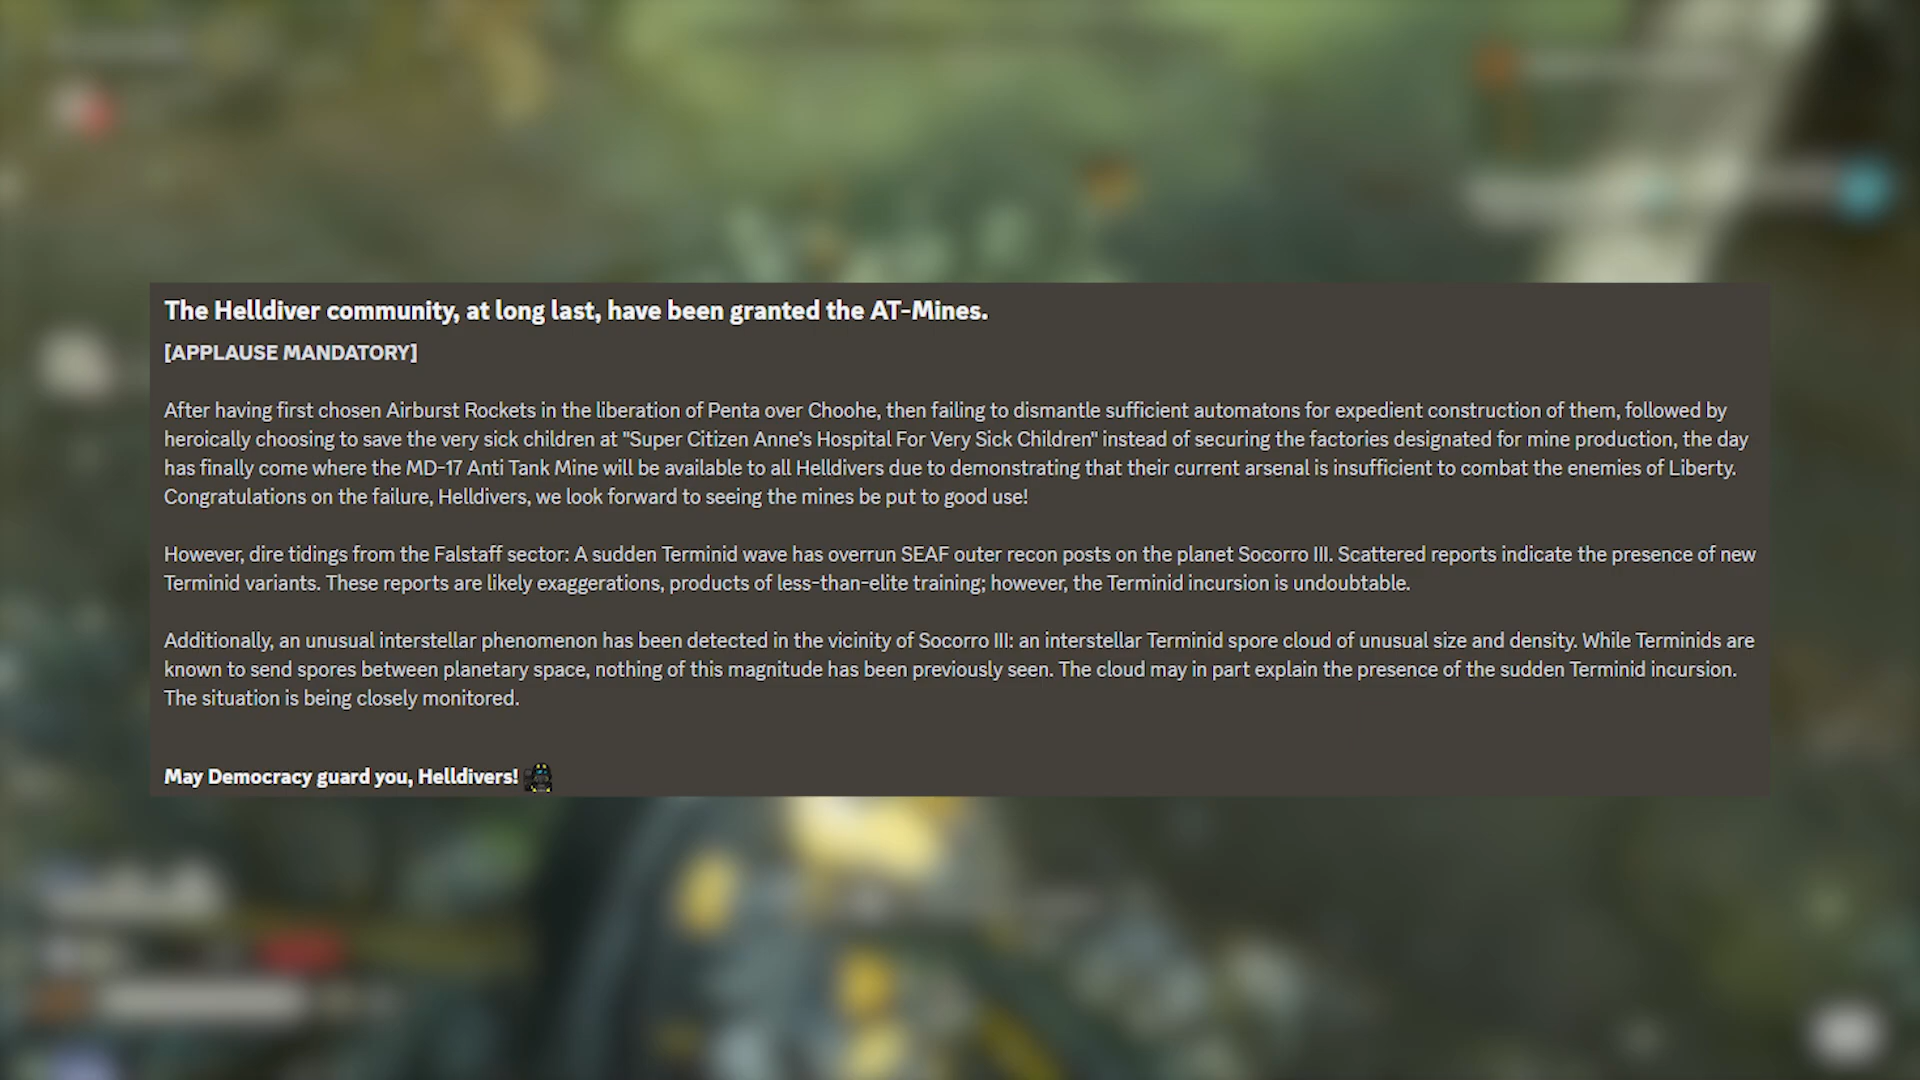 The Helldiver community, at long last, have been granted the AT-Mines.
[APPLAUSE MANDATORY]
After having first chosen Airburst Rockets in the liberation of Penta over Choohe, then failing to dismantle sufficient automatons for expedient construction of them, followed by
heroically choosing to save the very sick children at "Super Citizen Anne's Hospital For Very Sick Children" instead of securing the factories designated for mine production, the day
has finally come where the MD-17 Anti Tank Mine will be available to all Helldivers due to demonstrating that their current arsenal is insufficient to combat the enemies of Liberty.
Congratulations on the failure, Helldivers, we look forward to seeing the mines be put to good use!
However, dire tidings from the Falstaff sector: A sudden Terminid wave has overrun SEAF outer recon posts on the planet Socorro III. Scattered reports indicate the presence of new
Terminid variants. These reports are likely exaggerations, products of less-than-elite training; however, the Terminid incursion is undoubtable.
Additionally, an unusual interstellar phenomenon has been detected in the vicinity of Socorro III: an interstellar Terminid spore cloud of unusual size and density. While Terminids are
known to send spores between planetary space, nothing of this magnitude has been previously seen. The cloud may in part explain the presence of the sudden Terminid incursion.
The situation is being closely monitored.
May Democracy guard you, Helldivers!